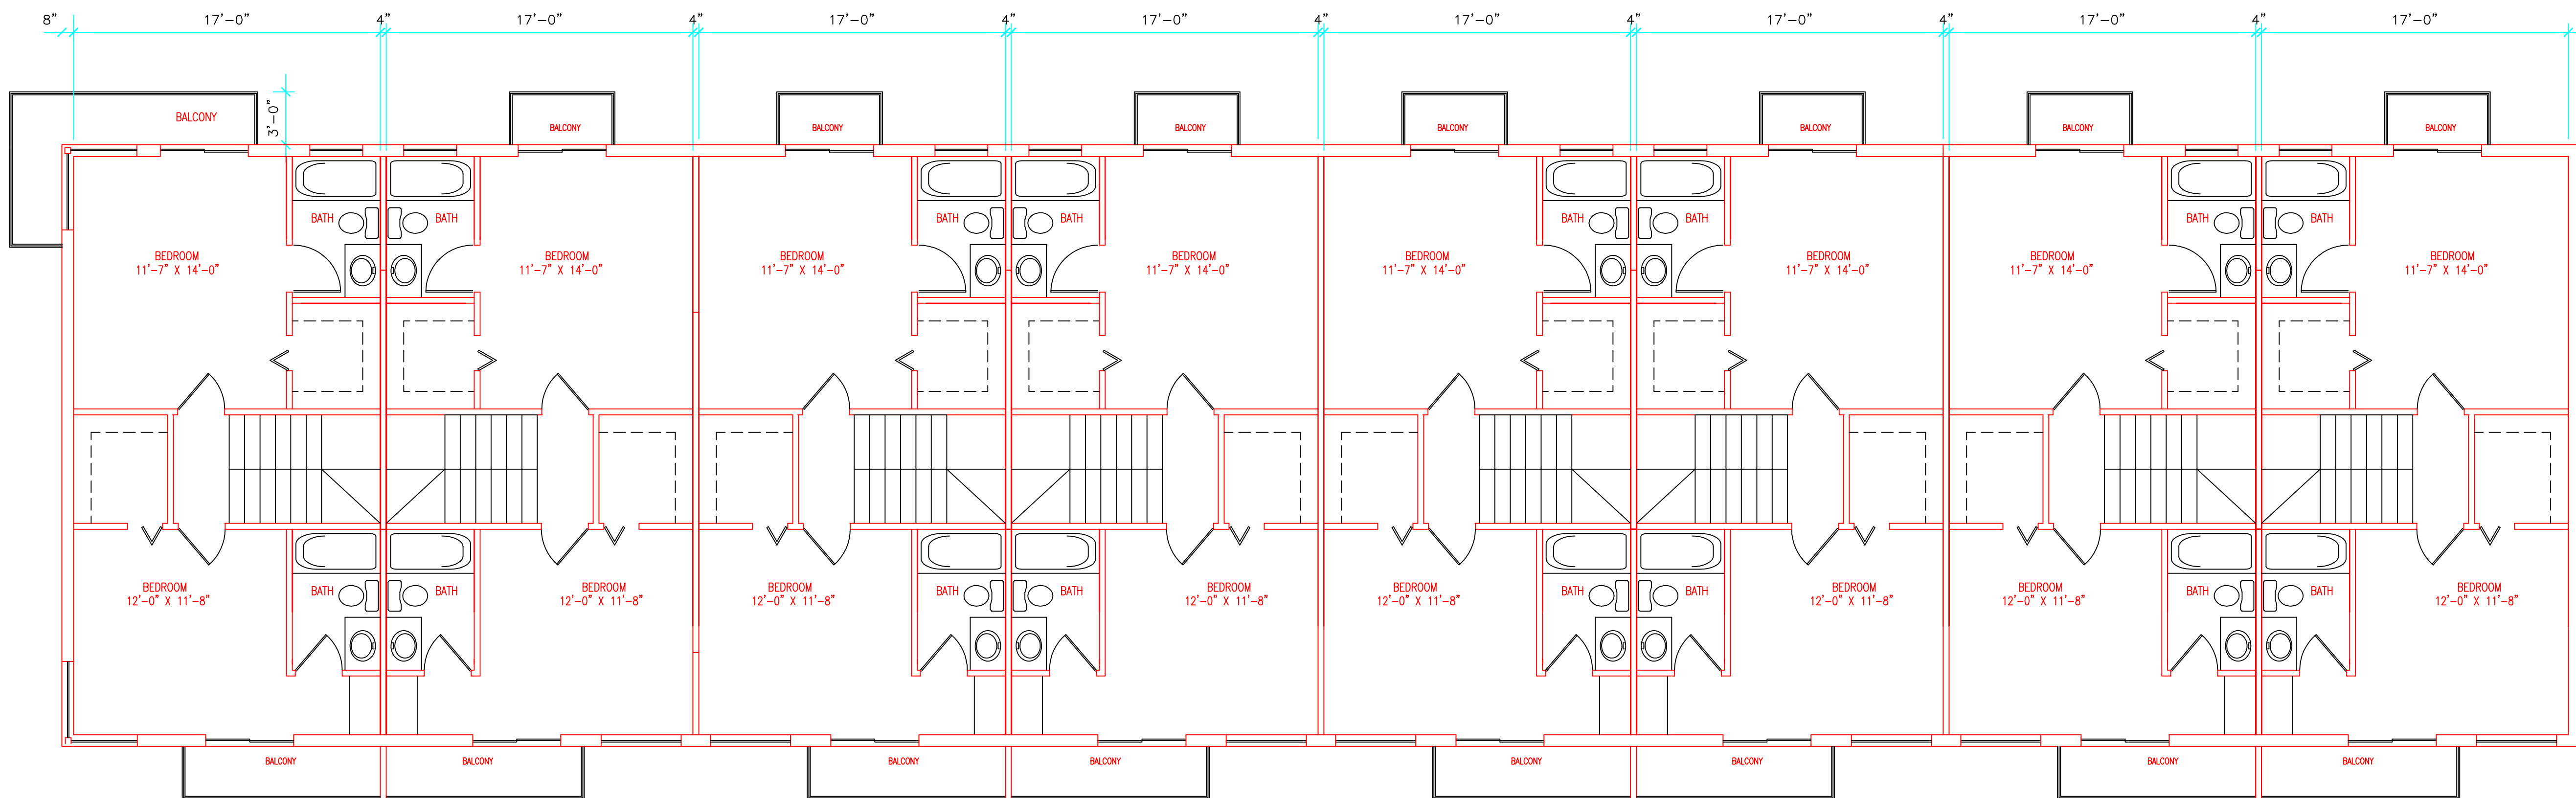 8" 17'-0" 4" 17'-0" 4" 17'-0" 4" 17'-0" 4" 17'-0" 4" 17'-0" 4" 17'-0" 4" 17'-0"
3'-0"
BALCONY
BALCONY
BALCONY
BALCONY
BALCONY
BALCONY
BALCONY
BALCONY
BATH
BATH
BATH
BATH
BATH
BATH
BATH
BATH
BEDROOM
11'-7" X 14'-0"
BEDROOM
11'-7" X 14'-0"
BEDROOM
11'-7" X 14'-0"
BEDROOM
11'-7" X 14'-0"
BEDROOM
11'-7" X 14'-0"
BEDROOM
11'-7" X 14'-0"
BEDROOM
11'-7" X 14'-0"
BEDROOM
11'-7" X 14'-0"
BEDROOM
12'-0" X 11'-8"
BATH
BATH
BEDROOM
12'-0" X 11'-8"
BEDROOM
12'-0" X 11'-8"
BATH
BATH
BEDROOM
12'-0" X 11'-8"
BEDROOM
12'-0" X 11'-8"
BATH
BATH
BEDROOM
12'-0" X 11'-8"
BEDROOM
12'-0" X 11'-8"
BATH
BATH
BEDROOM
12'-0" X 11'-8"
BALCONY
BALCONY
BALCONY
BALCONY
BALCONY
BALCONY
BALCONY
BALCONY